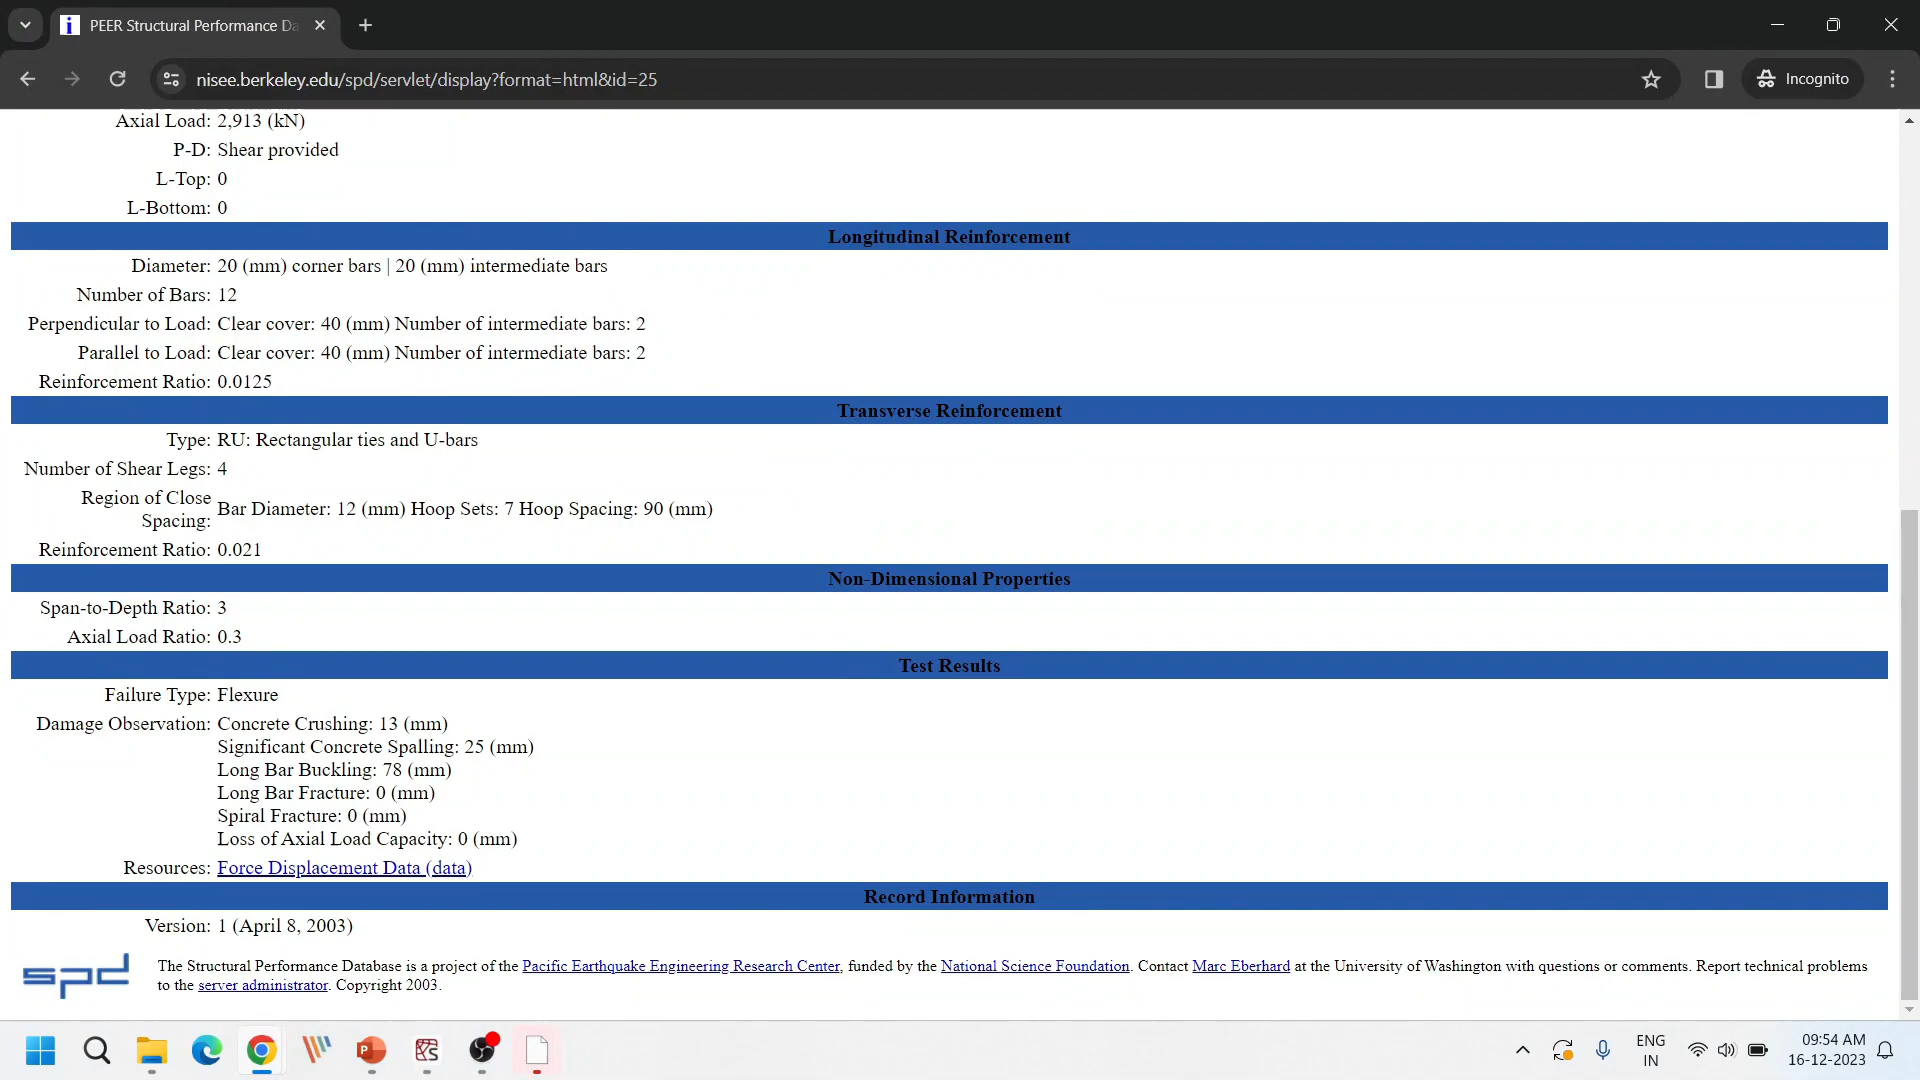 PEER Structural Performance Da
nisee.berkeley.edu/spd/servlet/display?format=html&id=25
Incognito
Axial Load: 2,913 (kN)
P-D: Shear provided
L-Top: 0
L-Bottom: 0
Longitudinal Reinforcement
Diameter: 20 (mm) corner bars | 20 (mm) intermediate bars
Number of Bars: 12
Perpendicular to Load: Clear cover: 40 (mm) Number of intermediate bars: 2
Parallel to Load: Clear cover: 40 (mm) Number of intermediate bars: 2
Reinforcement Ratio: 0.0125
Transverse Reinforcement
Type: RU: Rectangular ties and U-bars
Number of Shear Legs: 4
Region of Close
Spacing: Bar Diameter: 12 (mm) Hoop Sets: 7 Hoop Spacing: 90 (mm)
Reinforcement Ratio: 0.021
Non-Dimensional Properties
Span-to-Depth Ratio: 3
Axial Load Ratio: 0.3
Test Results
Failure Type: Flexure
Damage Observation: Concrete Crushing: 13 (mm)
Significant Concrete Spalling: 25 (mm)
Long Bar Buckling: 78 (mm)
Long Bar Fracture: 0 (mm)
Spiral Fracture: 0 (mm)
Loss of Axial Load Capacity: 0 (mm)
Resources: Force Displacement Data (data)
Record Information
Version: 1 (April 8, 2003)
spd
The Structural Performance Database is a project of the Pacific Earthquake Engineering Research Center, funded by the National Science Foundation. Contact Marc Eberhard at the University of Washington with questions or comments. Report technical problems
to the server administrator. Copyright 2003.
ENG
IN
09:54 AM
16-12-2023